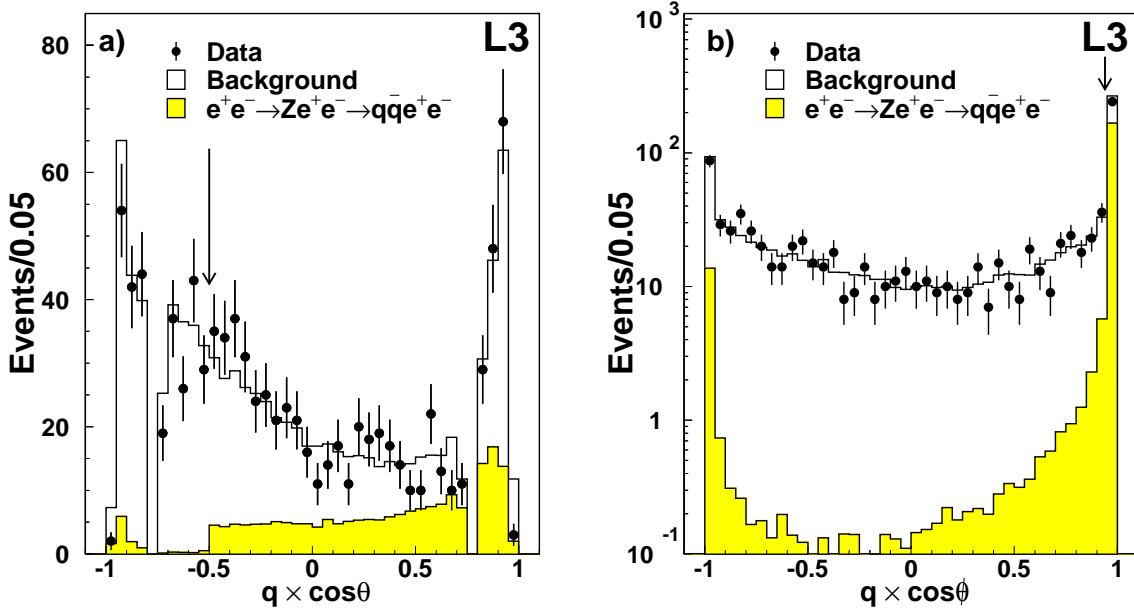 a)
L3
Data
Background
e⁺e⁻→Ze⁺e⁻→qq̄e⁺e⁻
Events/0.05
80
60
40
20
0
-1 -0.5 0 0.5 1
q × cosθ
b)
L3
Data
Background
e⁺e⁻→Ze⁺e⁻→qq̄e⁺e⁻
Events/0.05
10³
10²
10
1
10⁻¹
-1 -0.5 0 0.5 1
q × cosɸ